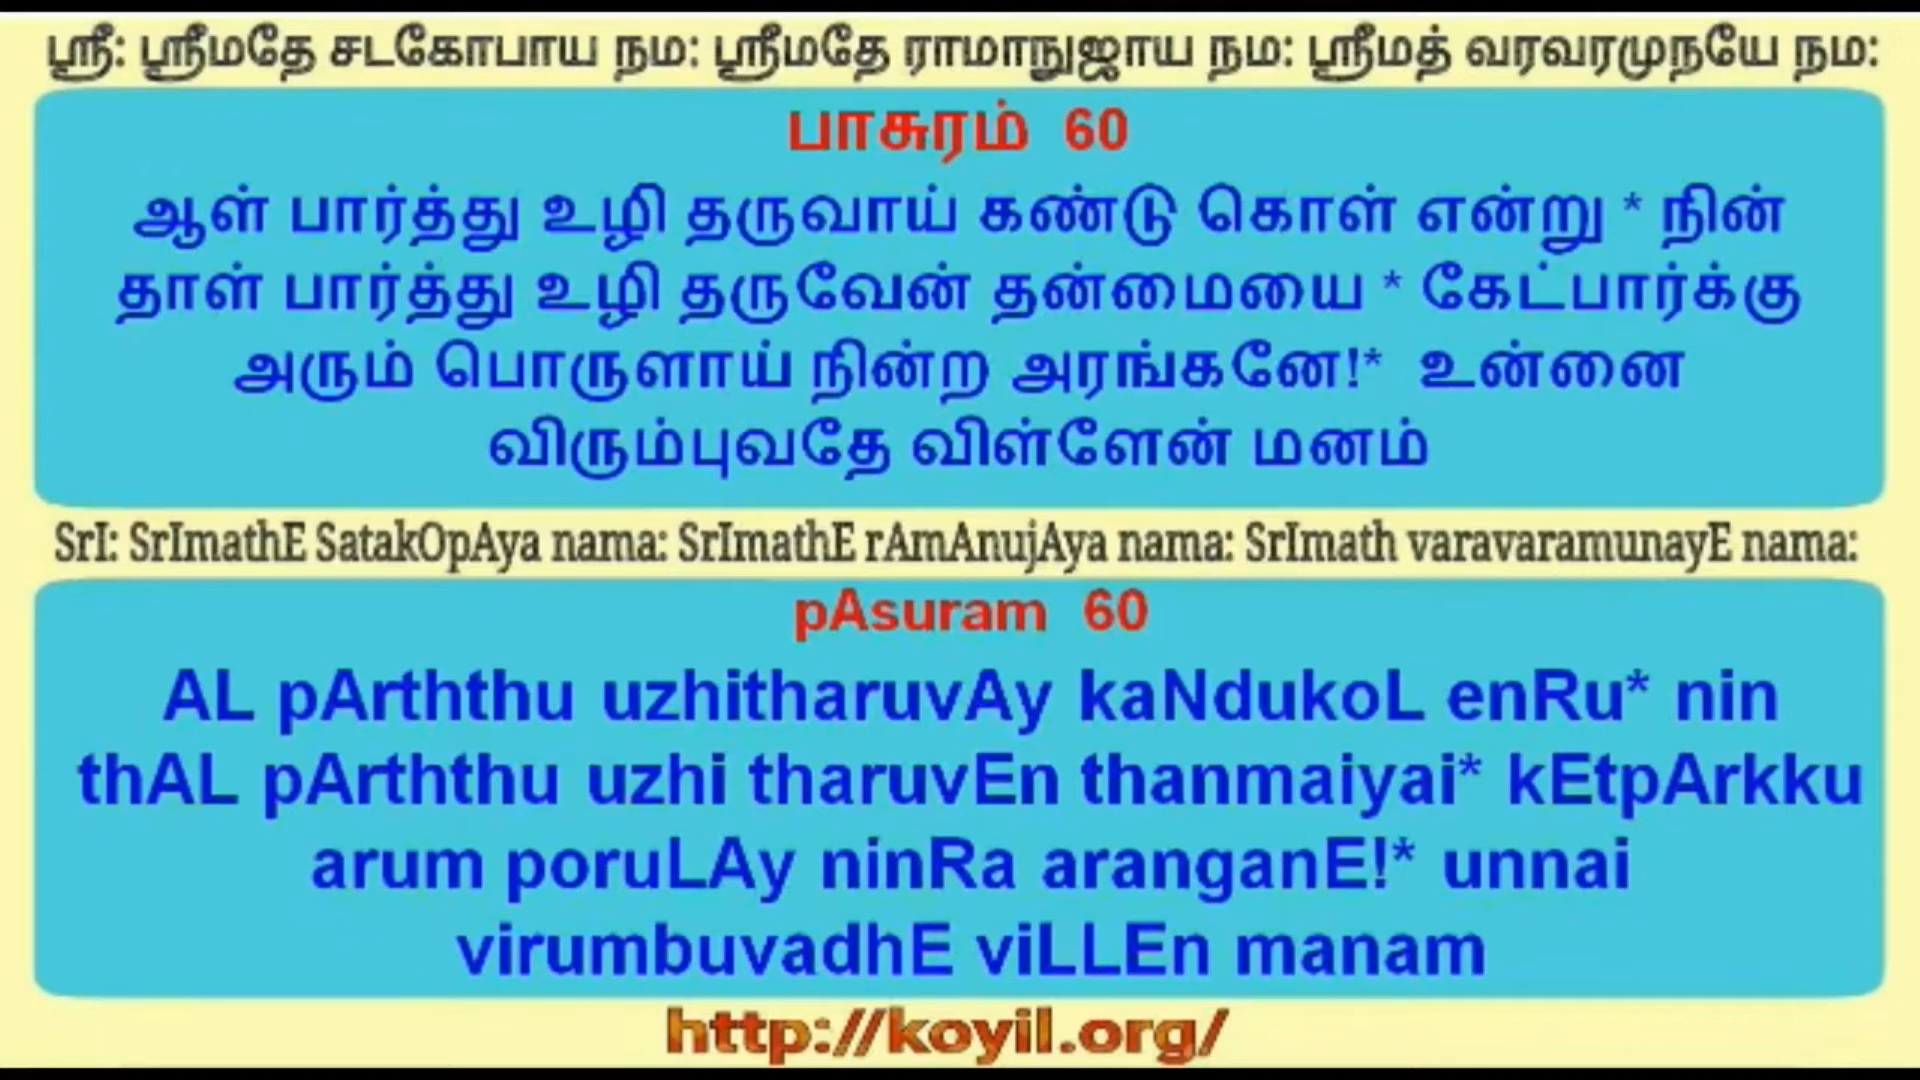 ஸ்ரீ: ஸ்ரீமதே சடகோபாய நம: ஸ்ரீமதே ராமாநுஜாய நம: ஸ்ரீமத் வரவரமுநயே நம:
பாசுரம் 60
ஆள் பார்த்து உழி தருவாய் கண்டு கொள் என்று * நின்
தாள் பார்த்து உழி தருவேன் தன்மையை * கேட்பார்க்கு
அரும் பொருளாய் நின்ற அரங்கனே!* உன்னை
விரும்புவதே விள்ளேன் மனம்
SrI: SrImathE SatakOpAya nama: SrImathE rAmAnujAya nama: SrImath varavaramunayE nama:
pAsuram 60
AL pArththu uzhitharuvAy kaNdukoL enRu* nin
thAL pArththu uzhi tharuvEn thanmaiyai* kEtpArkku
arum poruLAy ninRa aranganE!* unnai
virumbuvadhE viLLEn manam
http://koyil.org/